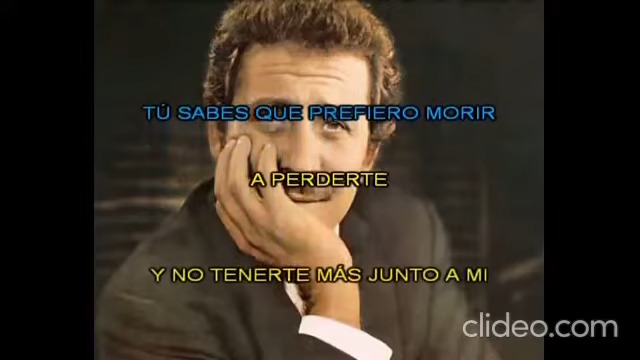 TÚ SABES QUE PREFIERO MORIR
A PERDERTE
Y NO TENERTE MÁS JUNTO A MI
clideo.com